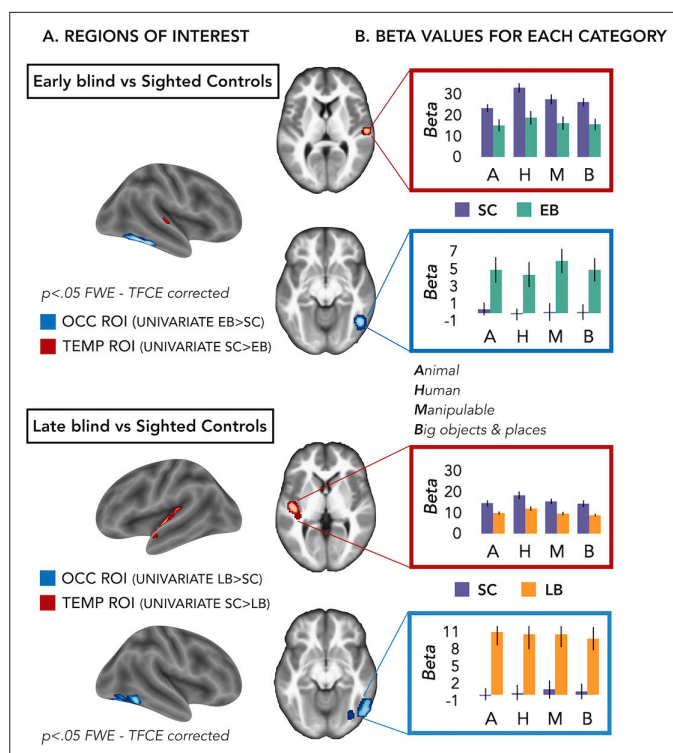 A. REGIONS OF INTEREST
B. BETA VALUES FOR EACH CATEGORY
Early blind vs Sighted Controls
Beta
30
20
10
0
A H M B
SC EB
p<.05 FWE - TFCE corrected
OCC ROI (UNIVARIATE EB>SC)
TEMP ROI (UNIVARIATE SC>EB)
Beta
7
5
3
1
-1
A H M B
Animal
Human
Manipulable
Big objects & places
Late blind vs Sighted Controls
Beta
30
20
10
0
A H M B
SC LB
OCC ROI (UNIVARIATE LB>SC)
TEMP ROI (UNIVARIATE SC>LB)
Beta
11
8
5
2
-1
A H M B
p<.05 FWE - TFCE corrected